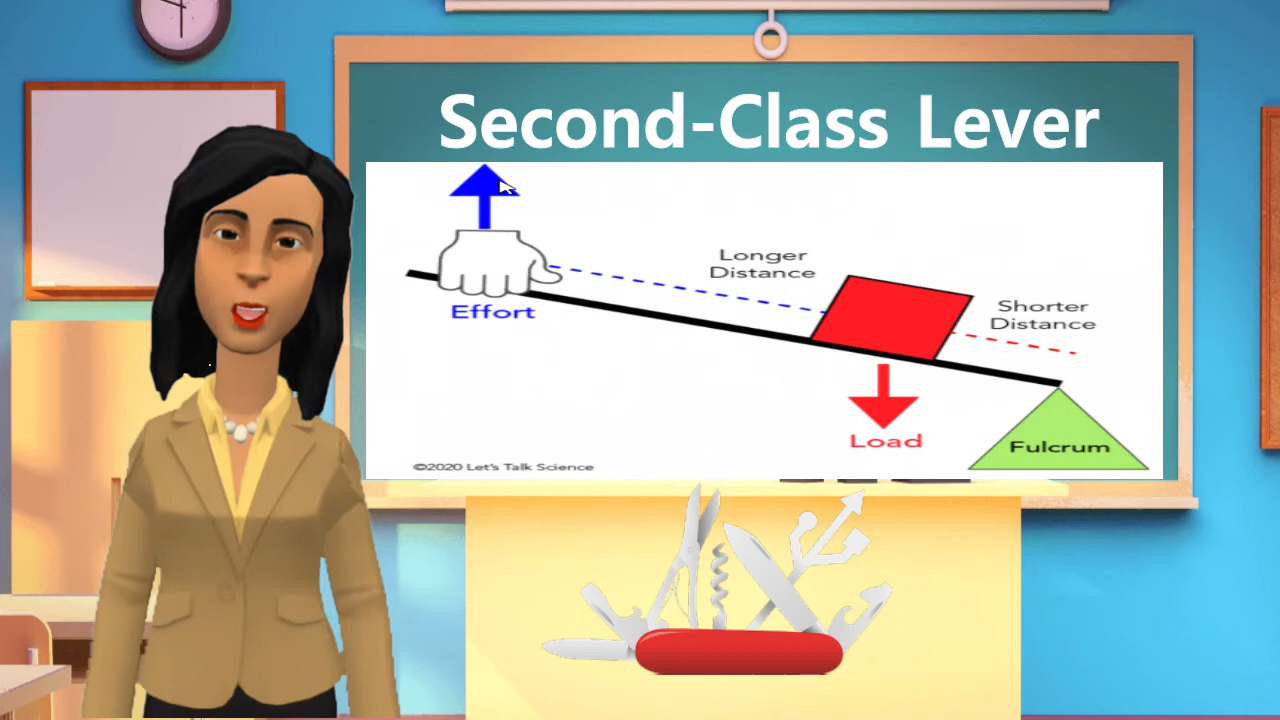 Second-Class Lever
Longer
Distance
Effort
Shorter
Distance
Load
Fulcrum
©2020 Let's Talk Science